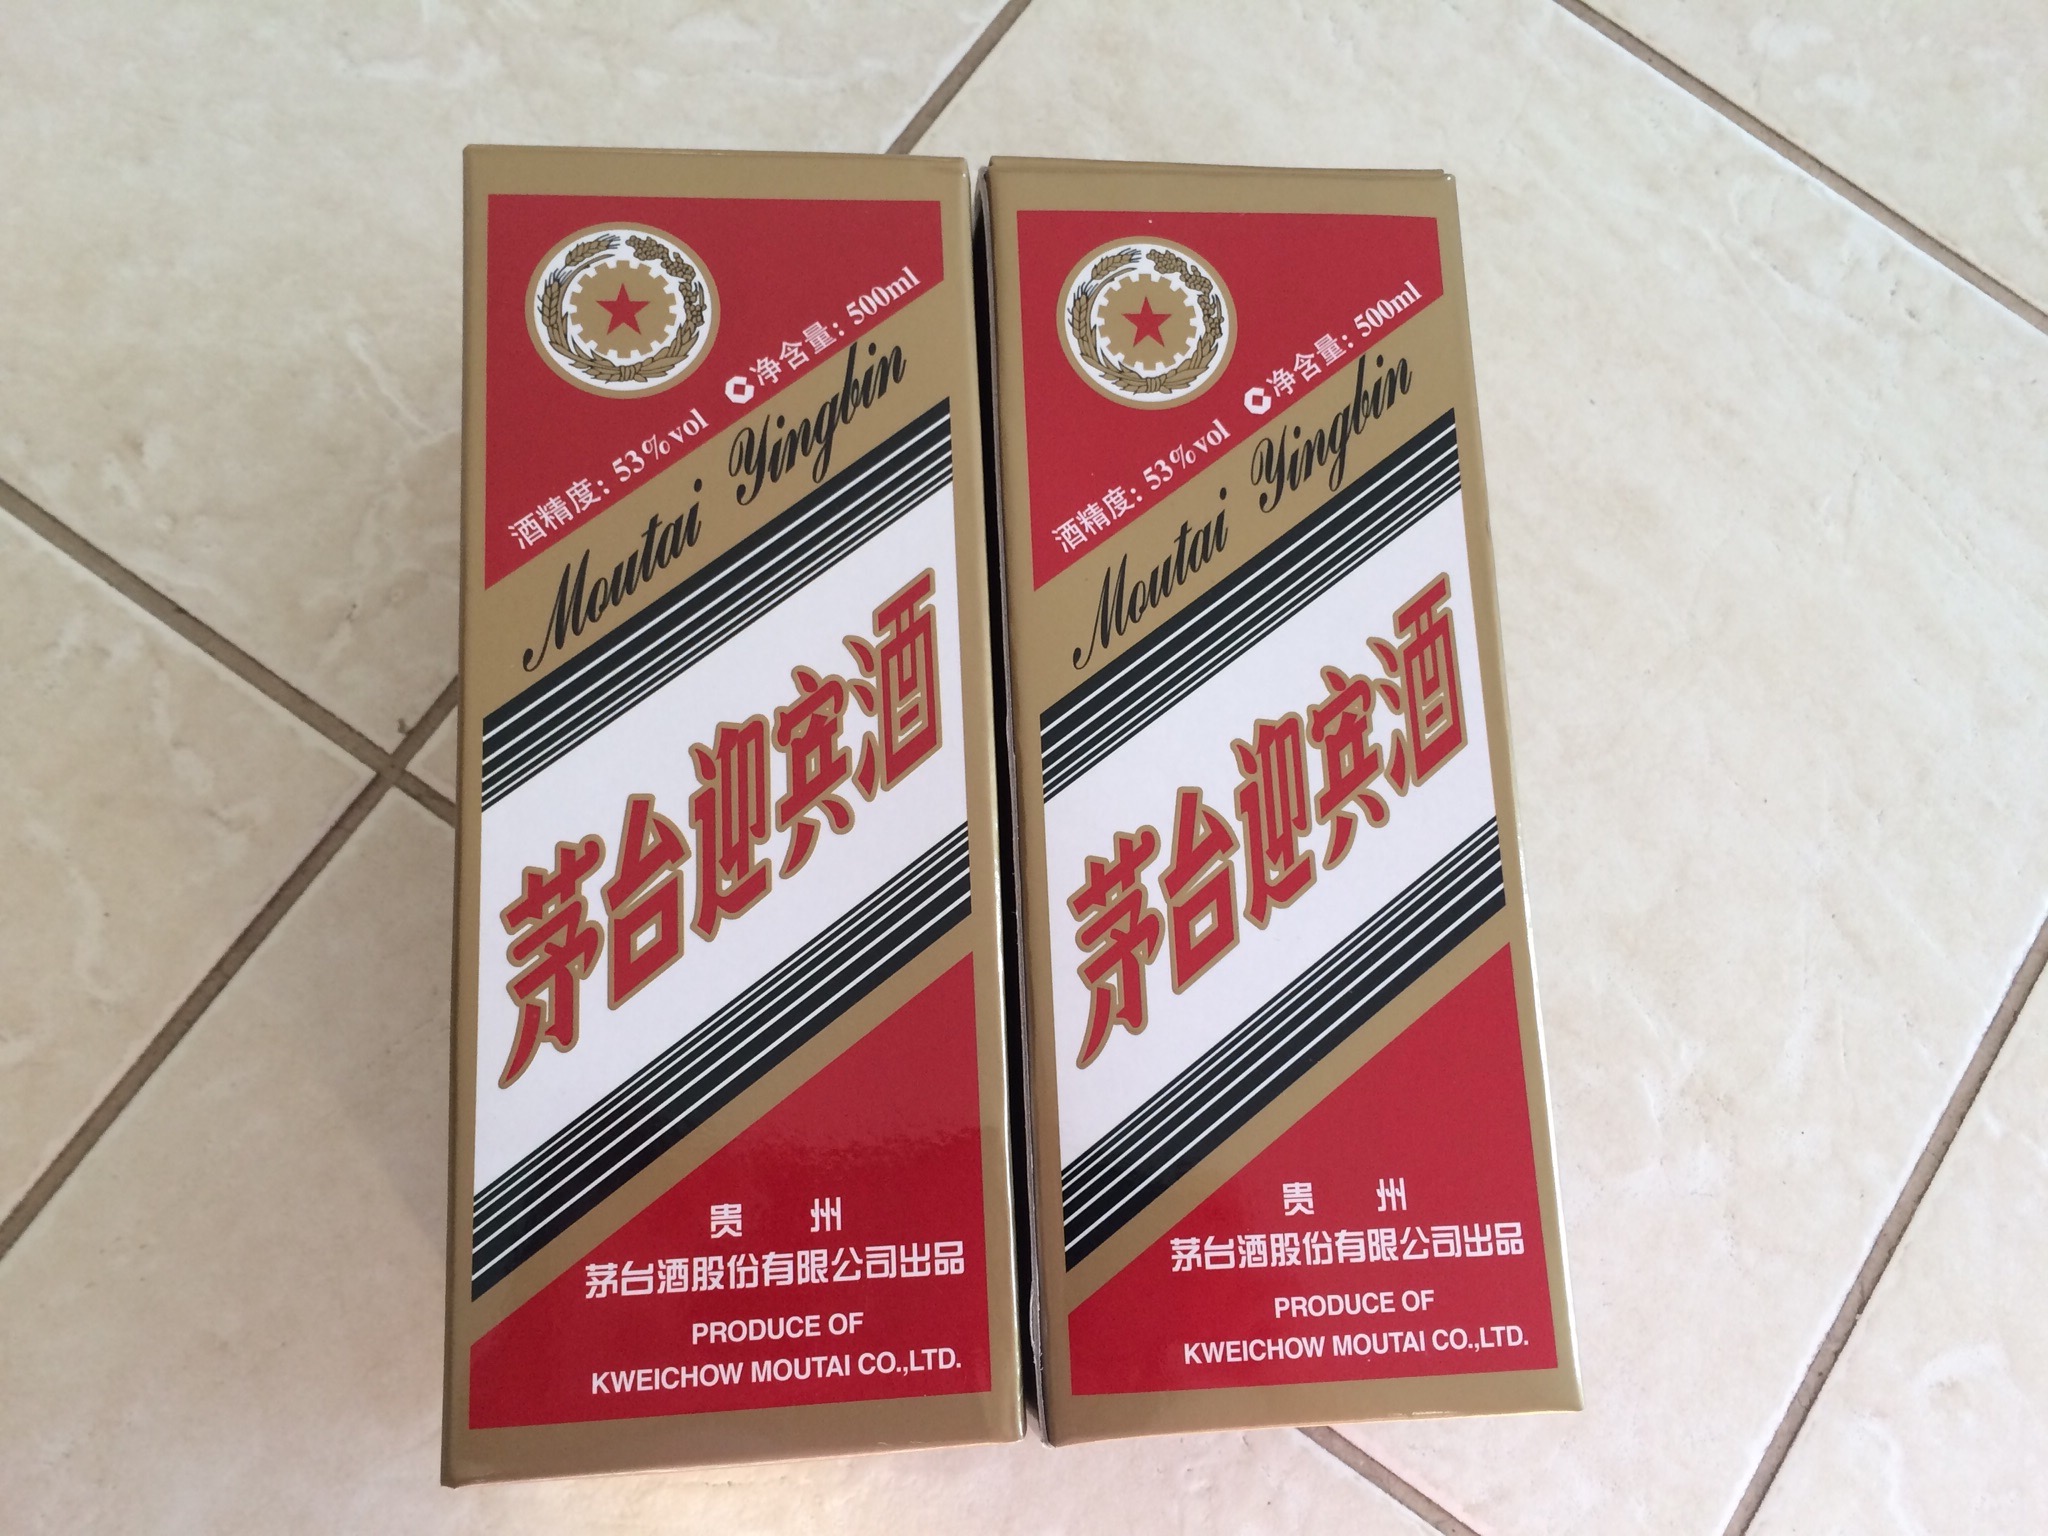 酒精度：53%vol 净含量：500ml
Moutai Yingbin
茅台迎宾酒
贵 州
茅台酒股份有限公司出品
PRODUCE OF
KWEICHOW MOUTAI CO.,LTD.
酒精度：53%vol 净含量：500ml
Moutai Yingbin
茅台迎宾酒
贵 州
茅台酒股份有限公司出品
PRODUCE OF
KWEICHOW MOUTAI CO.,LTD.